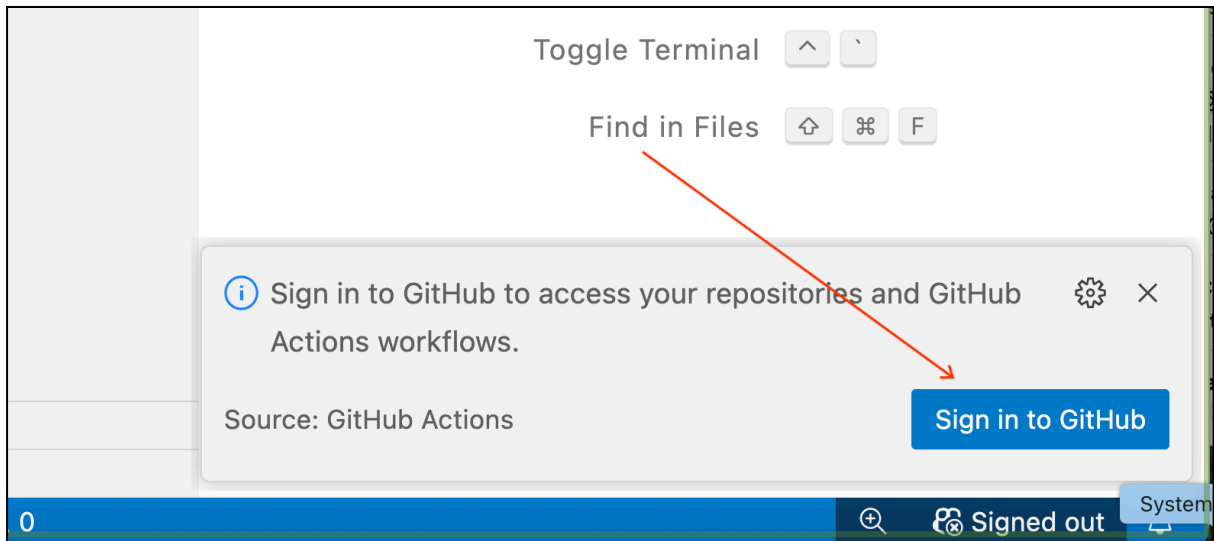 Toggle Terminal ^ `
Find in Files ⇧ ⌘ F
Sign in to GitHub to access your repositories and GitHub
Actions workflows.
Source: GitHub Actions
Sign in to GitHub
System
0
Signed out